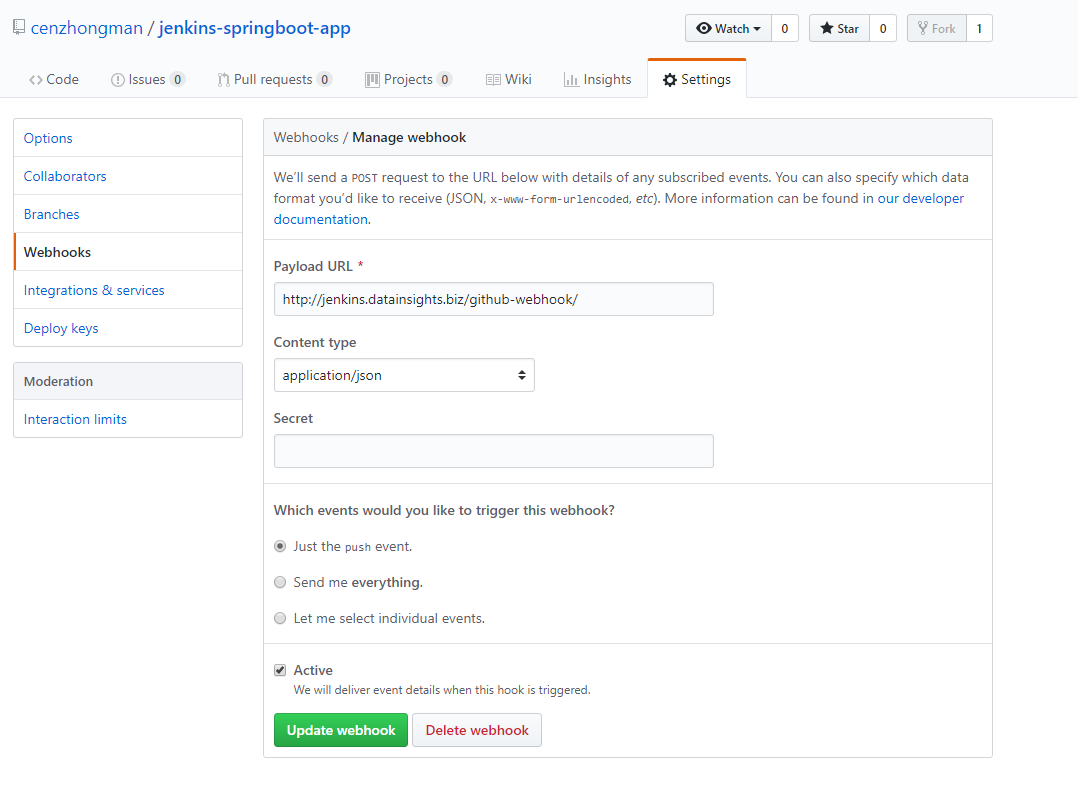 cenzhongman / jenkins-springboot-app
Watch 0 Star 0 Fork 1
Code Issues 0 Pull requests 0 Projects 0 Wiki Insights Settings
Options
Collaborators
Branches
Webhooks
Integrations & services
Deploy keys
Moderation
Interaction limits
Webhooks / Manage webhook
We'll send a POST request to the URL below with details of any subscribed events. You can also specify which data
format you'd like to receive (JSON, x-www-form-urlencoded, etc). More information can be found in our developer
documentation.
Payload URL *
http://jenkins.datainsights.biz/github-webhook/
Content type
application/json
Secret
Which events would you like to trigger this webhook?
Just the push event.
Send me everything.
Let me select individual events.
Active
We will deliver event details when this hook is triggered.
Update webhook Delete webhook